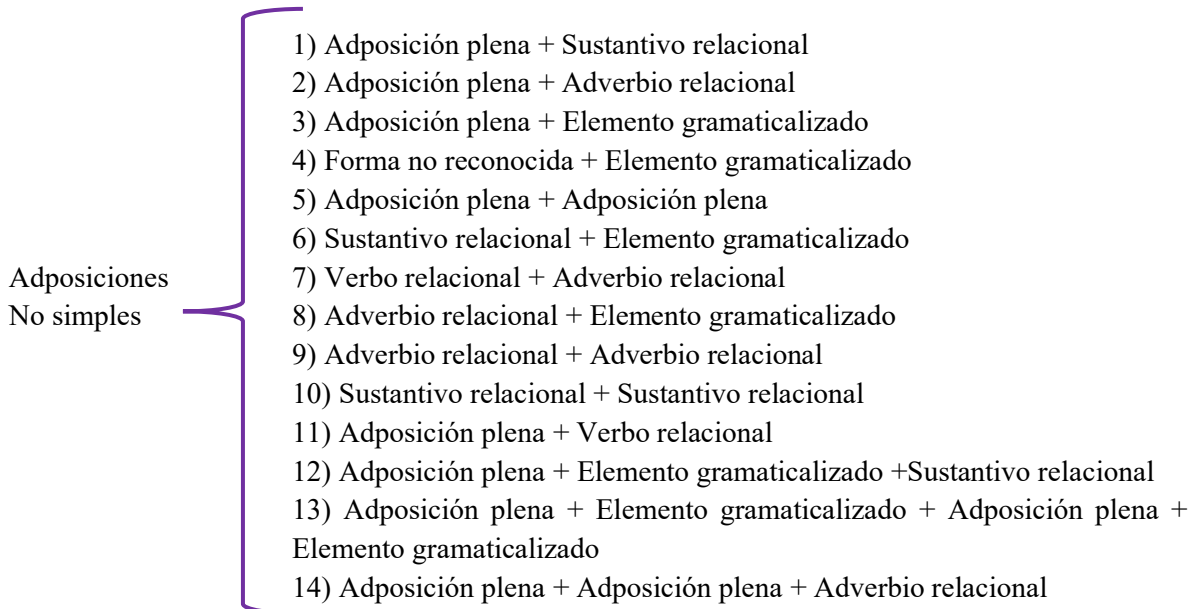 1) Adposición plena + Sustantivo relacional
2) Adposición plena + Adverbio relacional
3) Adposición plena + Elemento gramaticalizado
4) Forma no reconocida + Elemento gramaticalizado
5) Adposición plena + Adposición plena
6) Sustantivo relacional + Elemento gramaticalizado
Adposiciones
No simples
7) Verbo relacional + Adverbio relacional
8) Adverbio relacional + Elemento gramaticalizado
9) Adverbio relacional + Adverbio relacional
10) Sustantivo relacional + Sustantivo relacional
11) Adposición plena + Verbo relacional
12) Adposición plena + Elemento gramaticalizado +Sustantivo relacional
13) Adposición plena + Elemento gramaticalizado + Adposición plena +
Elemento gramaticalizado
14) Adposición plena + Adposición plena + Adverbio relacional